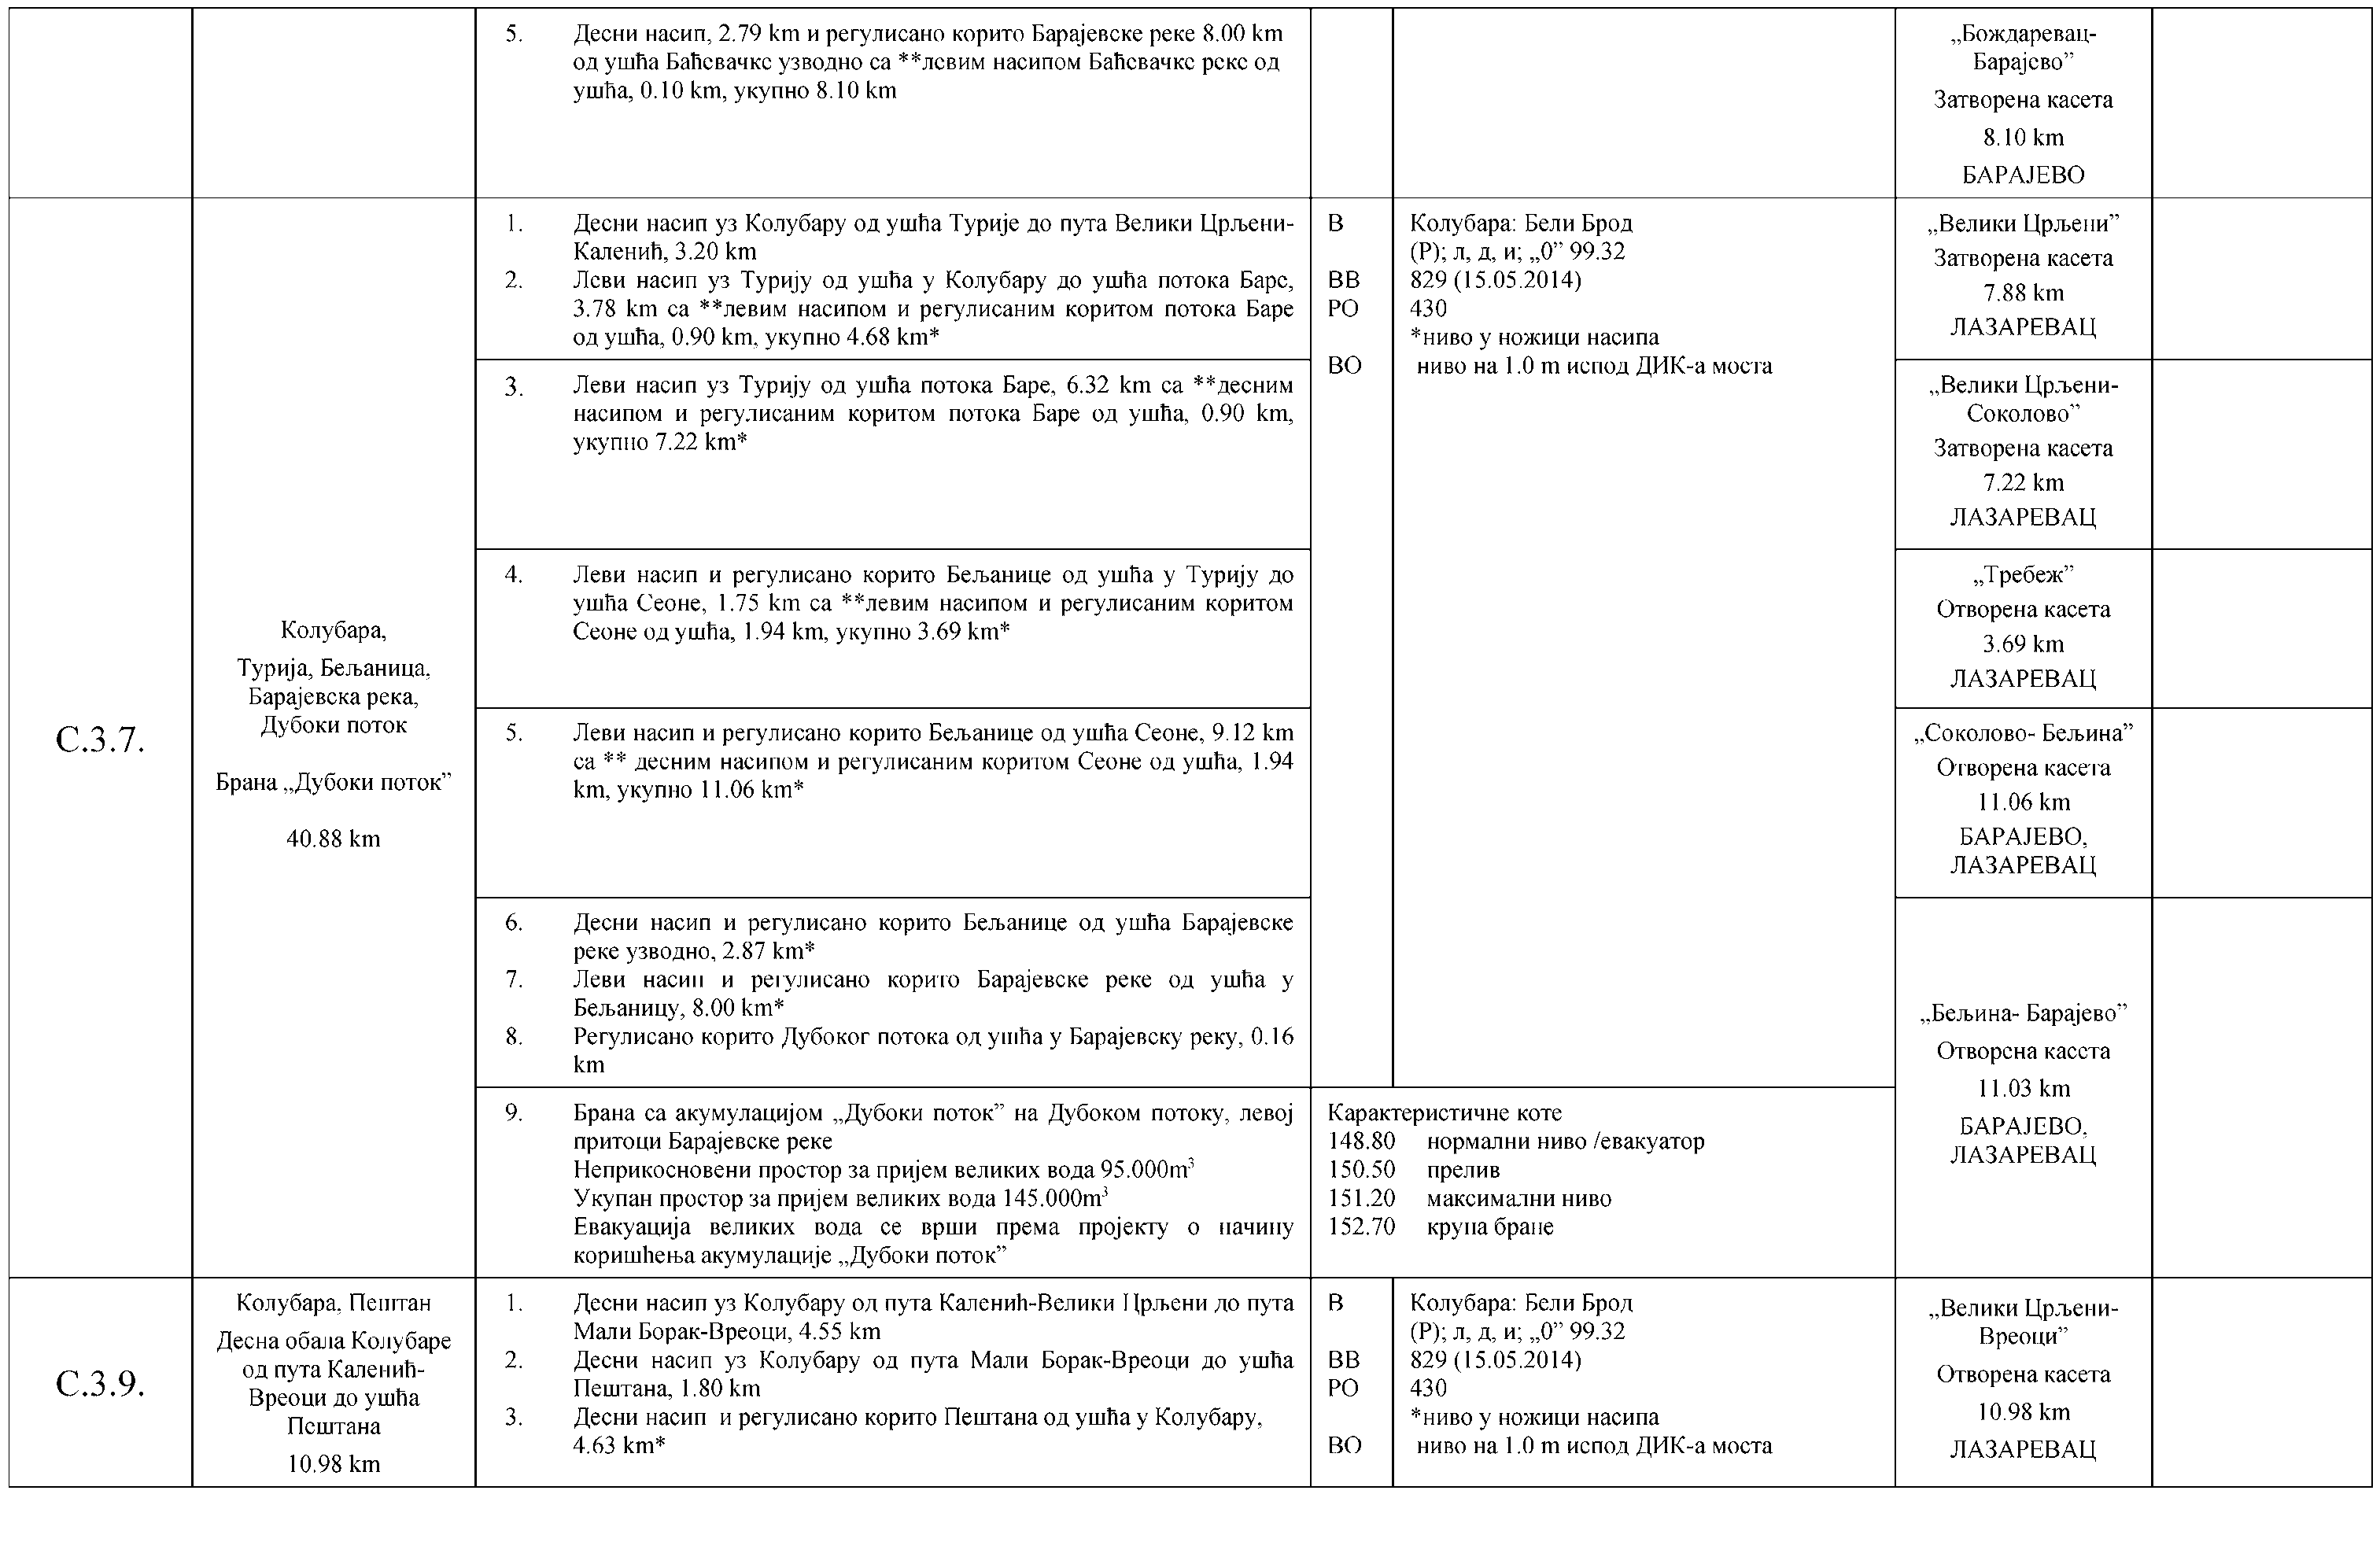 5. Десни насип, 2.79 km и регулисано корито Барајевске реке 8.00 km
од ушћа Баћевачке узводно са **левим насипом Баћевачке реке од
ушћа, 0.10 km, укупно 8.10 km
„Бождаревац-
Барајево”
Затворена касета
8.10 km
БАРАЈЕВО
С.3.7.
Колубара,
Турија, Бељаница,
Барајевска река,
Дубоки поток
Брана „Дубоки поток”
40.88 km
1. Десни насип уз Колубару од ушћа Турије до пута Велики Црљени-
Каленић, 3.20 km
2. Леви насип уз Турију од ушћа у Колубару до ушћа потока Баре,
3.78 km са **левим насипом и регулисаним коритом потока Баре
од ушћа, 0.90 km, укупно 4.68 km*
В Колубара: Бели Брод
(Р); л, д, и; „0” 99.32
ВВ 829 (15.05.2014)
РО 430
*ниво у ножици насипа
ВО ниво на 1.0 m испод ДИК-а моста
„Велики Црљени”
Затворена касета
7.88 km
ЛАЗАРЕВАЦ
3. Леви насип уз Турију од ушћа потока Баре, 6.32 km са **десним
насипом и регулисаним коритом потока Баре од ушћа, 0.90 km,
укупно 7.22 km*
„Велики Црљени-
Соколово”
Затворена касета
7.22 km
ЛАЗАРЕВАЦ
4. Леви насип и регулисано корито Бељанице од ушћа у Турију до
ушћа Сеоне, 1.75 km са **левим насипом и регулисаним коритом
Сеоне од ушћа, 1.94 km, укупно 3.69 km*
„Требеж”
Отворена касета
3.69 km
ЛАЗАРЕВАЦ
5. Леви насип и регулисано корито Бељанице од ушћа Сеоне, 9.12 km
са ** десним насипом и регулисаним коритом Сеоне од ушћа, 1.94
km, укупно 11.06 km*
„Соколово- Бељина”
Отворена касета
11.06 km
БАРАЈЕВО,
ЛАЗАРЕВАЦ
6. Десни насип и регулисано корито Бељанице од ушћа Барајевске
реке узводно, 2.87 km*
7. Леви насип и регулисано корито Барајевске реке од ушћа у
Бељаницу, 8.00 km*
8. Регулисано корито Дубоког потока од ушћа у Барајевску реку, 0.16
km
„Бељина- Барајево”
Отворена касета
11.03 km
БАРАЈЕВО,
ЛАЗАРЕВАЦ
9. Брана са акумулацијом „Дубоки поток” на Дубоком потоку, левој
притоци Барајевске реке
Неприкосновени простор за пријем великих вода 95.000m³
Укупан простор за пријем великих вода 145.000m³
Евакуација великих вода се врши према пројекту о начину
коришћења акумулације „Дубоки поток”
Карактеристичне коте
148.80 нормални ниво /евакуатор
150.50 прелив
151.20 максимални ниво
152.70 круна бране
С.3.9.
Колубара, Пештан
Десна обала Колубаре
од пута Каленић-
Вреоци до ушћа
Пештана
10.98 km
1. Десни насип уз Колубару од пута Каленић-Велики Црљени до пута
Мали Борак-Вреоци, 4.55 km
2. Десни насип уз Колубару од пута Мали Борак-Вреоци до ушћа
Пештана, 1.80 km
3. Десни насип и регулисано корито Пештана од ушћа у Колубару,
4.63 km*
В Колубара: Бели Брод
(Р); л, д, и; „0” 99.32
ВВ 829 (15.05.2014)
РО 430
*ниво у ножици насипа
ВО ниво на 1.0 m испод ДИК-а моста
„Велики Црљени-
Вреоци”
Отворена касета
10.98 km
ЛАЗАРЕВАЦ